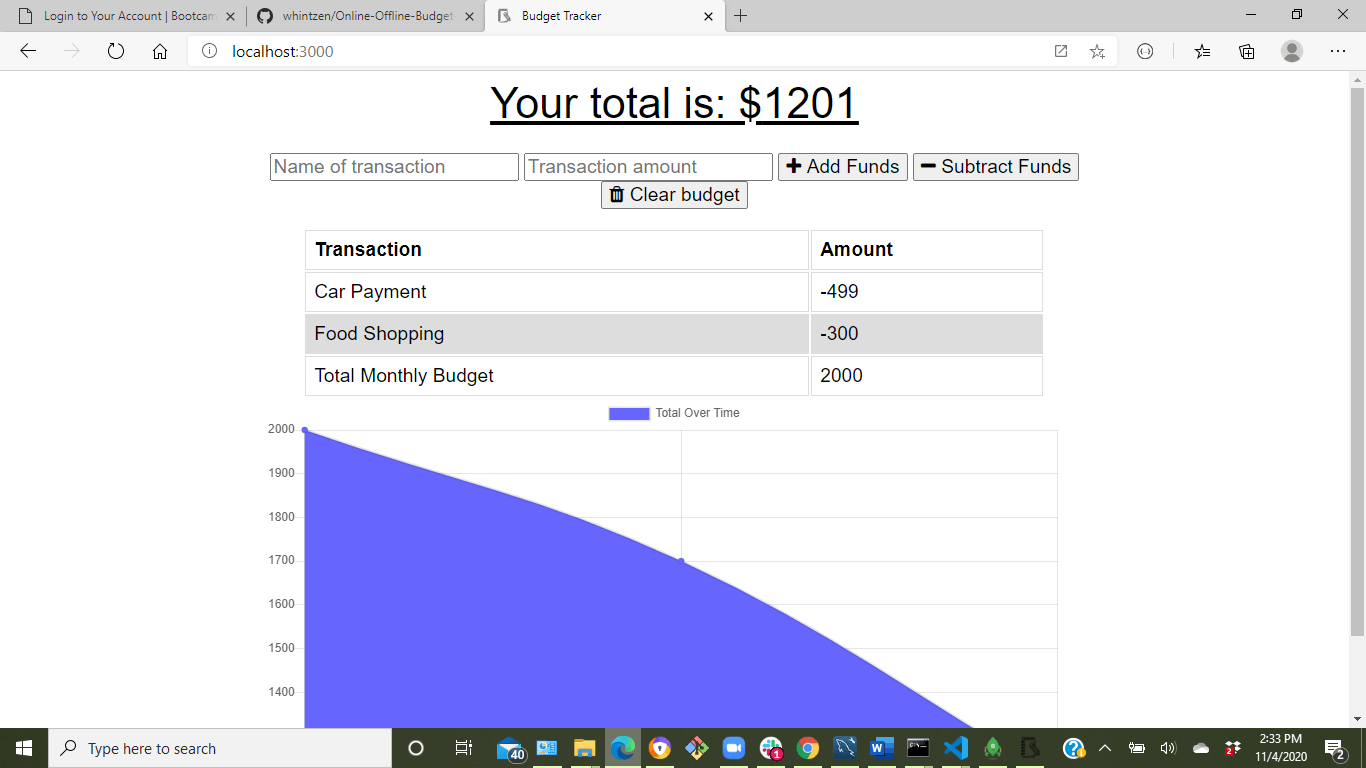 Login to Your Account | Bootcam
whintzen/Online-Offline-Budget
Budget Tracker
localhost:3000
Your total is: $1201
Name of transaction Transaction amount Add Funds Subtract Funds
Clear budget
Transaction Amount
Car Payment -499
Food Shopping -300
Total Monthly Budget 2000
Total Over Time
2000
1900
1800
1700
1600
1500
1400
Type here to search
40
1
2
2:33 PM
11/4/2020
2